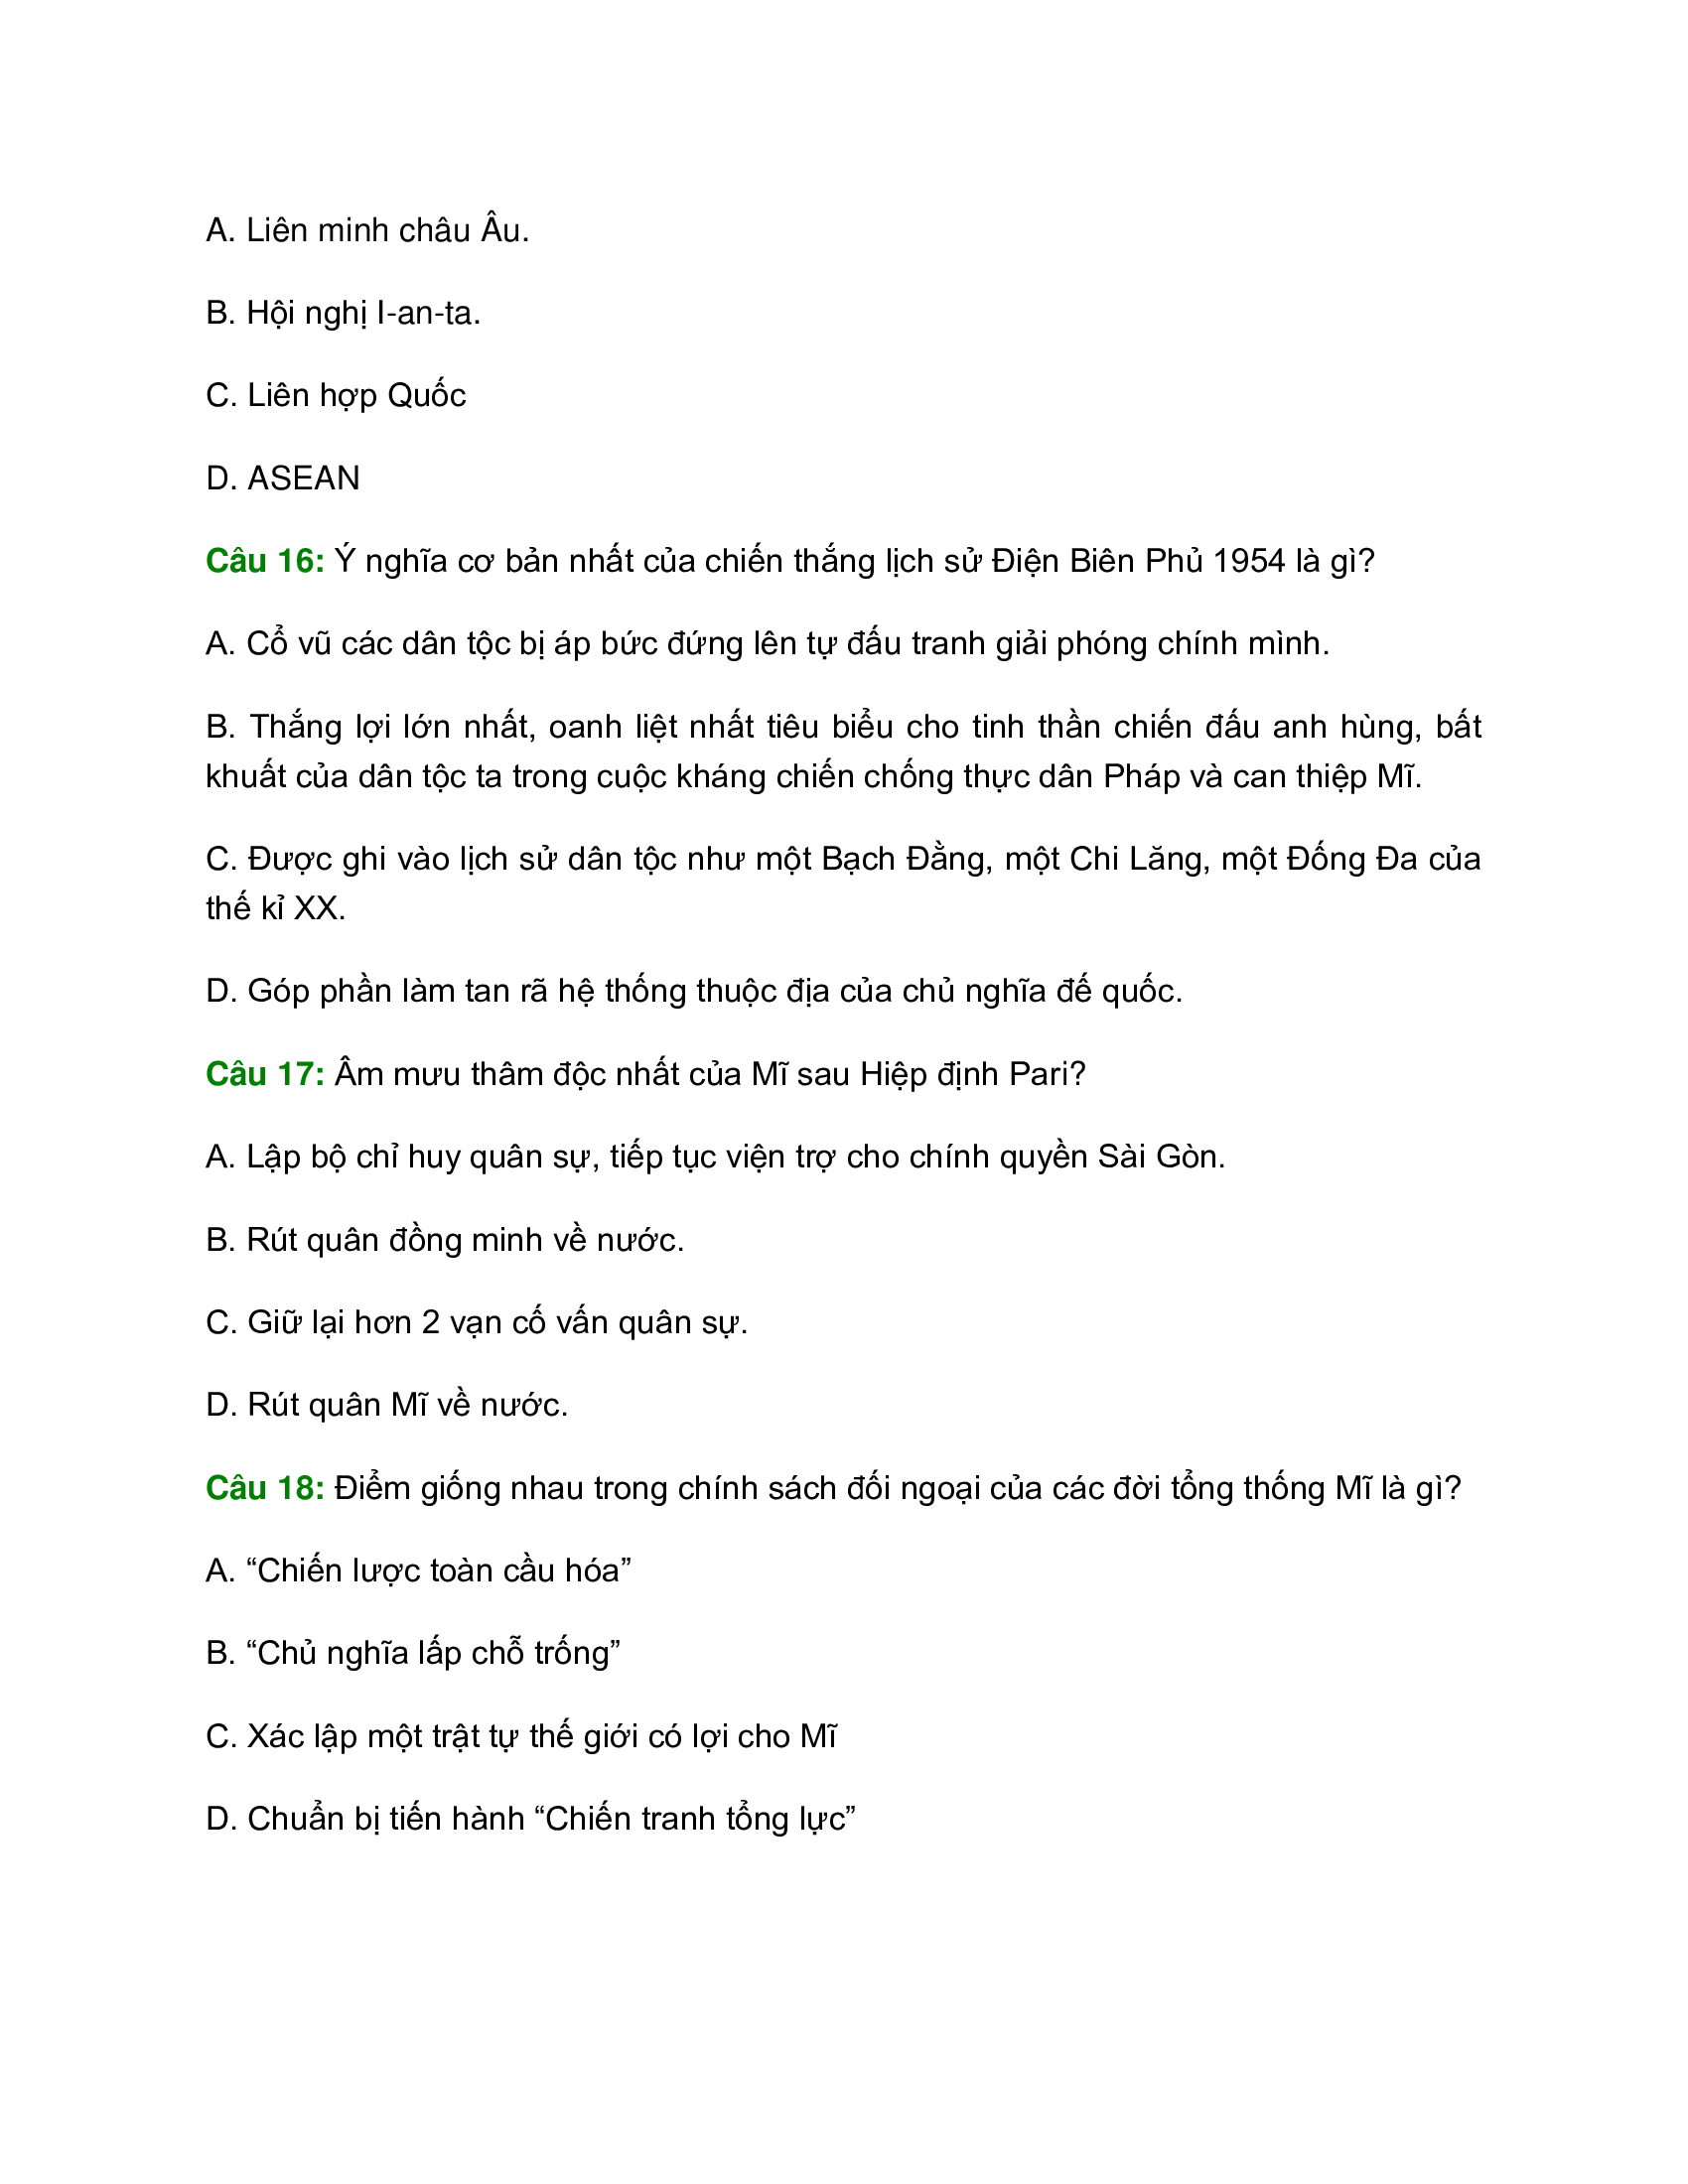 A. Liên minh châu Âu.
B. Hội nghị I-an-ta.
C. Liên hợp Quốc
D. ASEAN
Câu 16: Ý nghĩa cơ bản nhất của chiến thắng lịch sử Điện Biên Phủ 1954 là gì?
A. Cổ vũ các dân tộc bị áp bức đứng lên tự đấu tranh giải phóng chính mình.
B. Thắng lợi lớn nhất, oanh liệt nhất tiêu biểu cho tinh thần chiến đấu anh hùng, bất
khuất của dân tộc ta trong cuộc kháng chiến chống thực dân Pháp và can thiệp Mĩ.
C. Được ghi vào lịch sử dân tộc như một Bạch Đằng, một Chi Lăng, một Đống Đa của
thế kỉ XX.
D. Góp phần làm tan rã hệ thống thuộc địa của chủ nghĩa đế quốc.
Câu 17: Âm mưu thâm độc nhất của Mĩ sau Hiệp định Pari?
A. Lập bộ chỉ huy quân sự, tiếp tục viện trợ cho chính quyền Sài Gòn.
B. Rút quân đồng minh về nước.
C. Giữ lại hơn 2 vạn cố vấn quân sự.
D. Rút quân Mĩ về nước.
Câu 18: Điểm giống nhau trong chính sách đối ngoại của các đời tổng thống Mĩ là gì?
A. “Chiến lược toàn cầu hóa”
B. “Chủ nghĩa lấp chỗ trống”
C. Xác lập một trật tự thế giới có lợi cho Mĩ
D. Chuẩn bị tiến hành “Chiến tranh tổng lực”